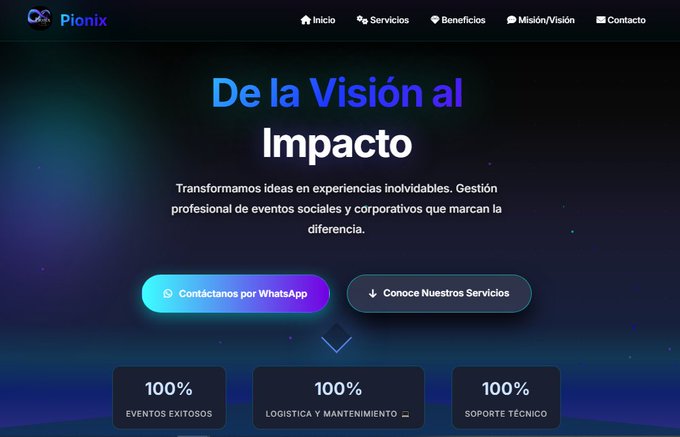 Pionix
Inicio
Servicios
Beneficios
Misión/Visión
Contacto
De la Visión al
Impacto
Transformamos ideas en experiencias inolvidables. Gestión
profesional de eventos sociales y corporativos que marcan la
diferencia.
Contáctanos por WhatsApp
Conoce Nuestros Servicios
100%
EVENTOS EXITOSOS
100%
LOGISTICA Y MANTENIMIENTO 💻
100%
SOPORTE TÉCNICO